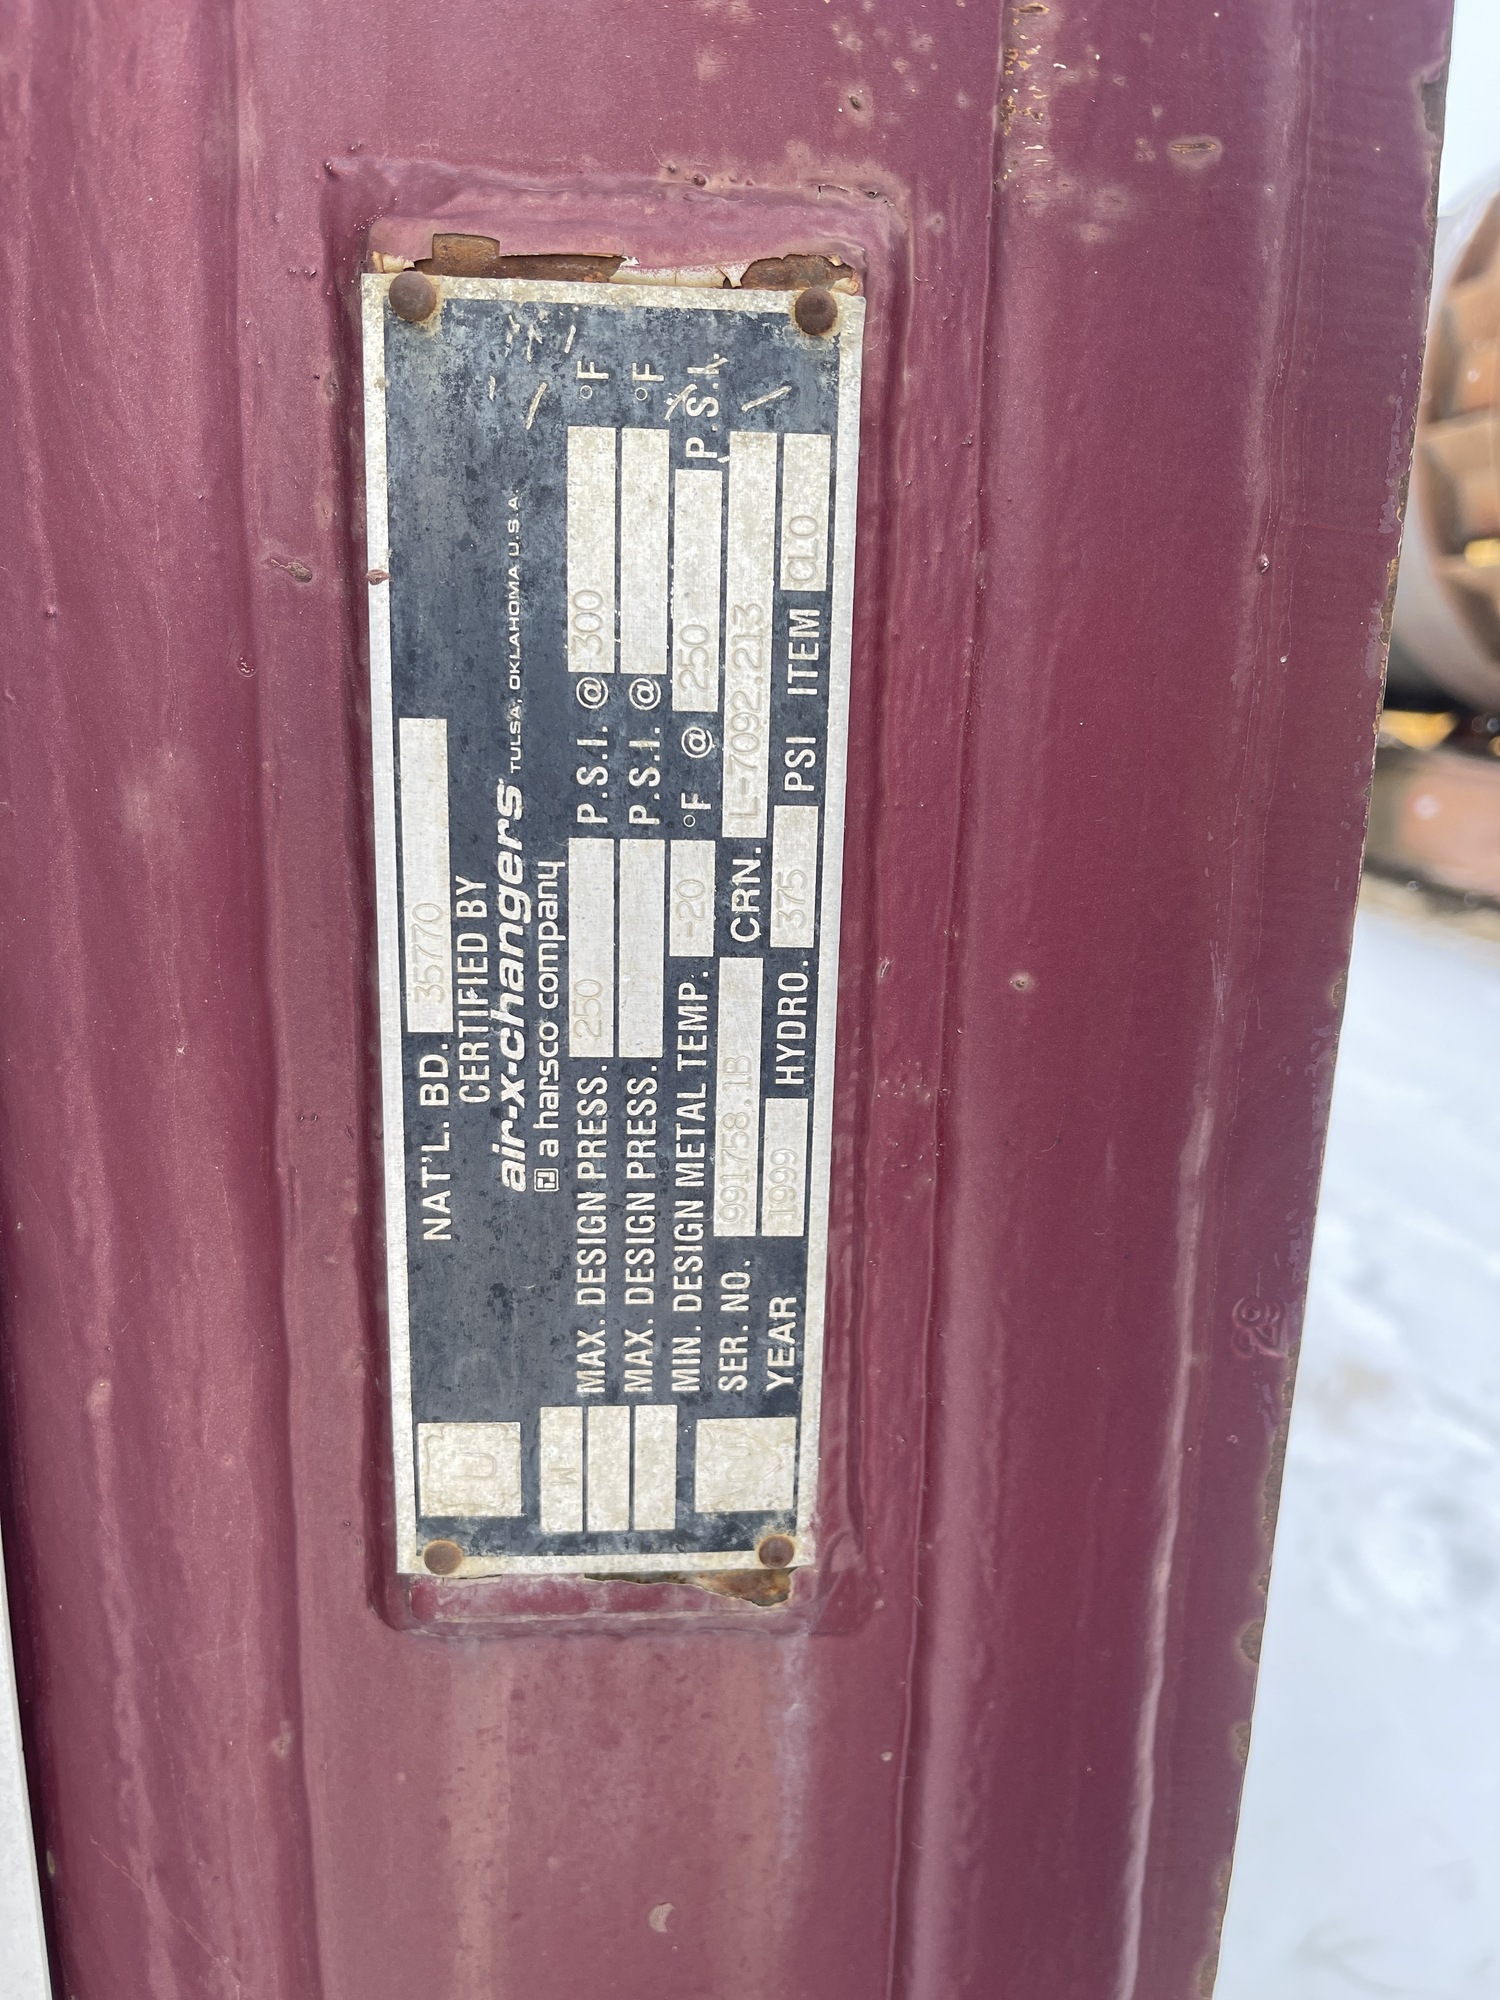 NAT'L. BD. 35770
U
CERTIFIED BY
air-x-changers TULSA, OKLAHOMA U.S.A.
a harsco company
W
MAX. DESIGN PRESS. 250 P.S.I. @ 300 °F
MAX. DESIGN PRESS. P.S.I. @ °F
MIN. DESIGN METAL TEMP. -20 °F @ 250 P.S.I.
SER. NO. 991758.1B CRN. L-7092.213
YEAR 1999 HYDRO. 375 PSI ITEM CLO